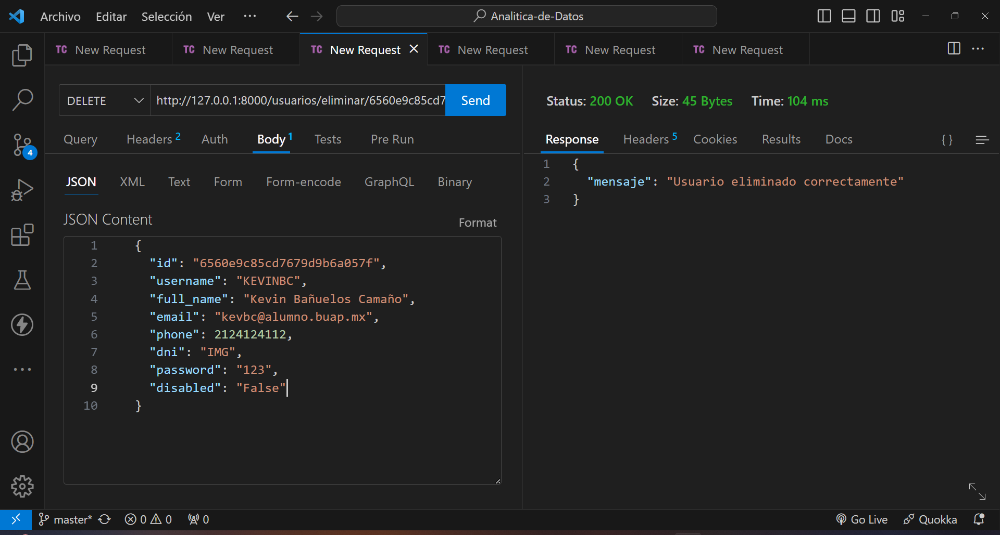 Archivo Editar Selección Ver ··· Analitica-de-Datos
TC New Request TC New Request TC New Request TC New Request TC New Request TC New Request
DELETE http://127.0.0.1:8000/usuarios/eliminar/6560e9c85cd7 Send
Status: 200 OK Size: 45 Bytes Time: 104 ms
Query Headers 2 Auth Body 1 Tests Pre Run
Response Headers 5 Cookies Results Docs { }
4
JSON XML Text Form Form-encode GraphQL Binary
1 {
2 "mensaje": "Usuario eliminado correctamente"
3 }
JSON Content
Format
1 {
2 "id": "6560e9c85cd7679d9b6a057f",
3 "username": "KEVINBC",
4 "full_name": "Kevin Bañuelos Camaño",
5 "email": "kevbc@alumno.buap.mx",
6 "phone": 2124124112,
7 "dni": "IMG",
8 "password": "123",
9 "disabled": "False"
10 }
master* 0 0 0 Go Live Quokka